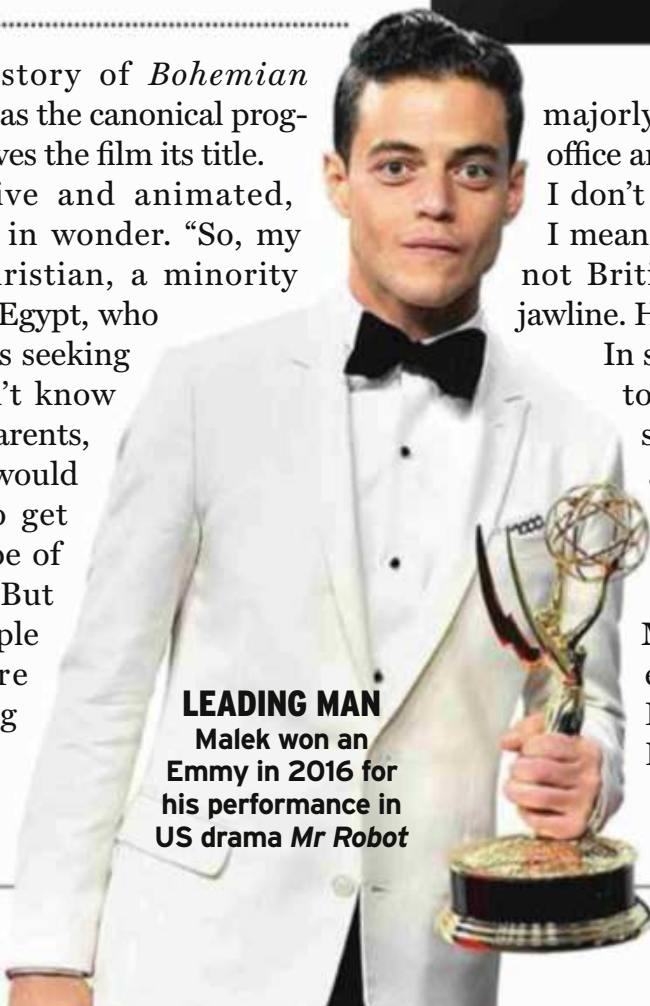 story of Bohemian
as the canonical prog-
ves the film its title.
ive and animated,
in wonder. “So, my
ristian, a minority
Egypt, who
s seeking
’t know
arents,
would
o get
pe of
But
ple
re
g
LEADING MAN
Malek won an
Emmy in 2016 for
his performance in
US drama Mr Robot
majorly
office a
I don’t
I mean
not Briti
jawline. H
In s
to
s